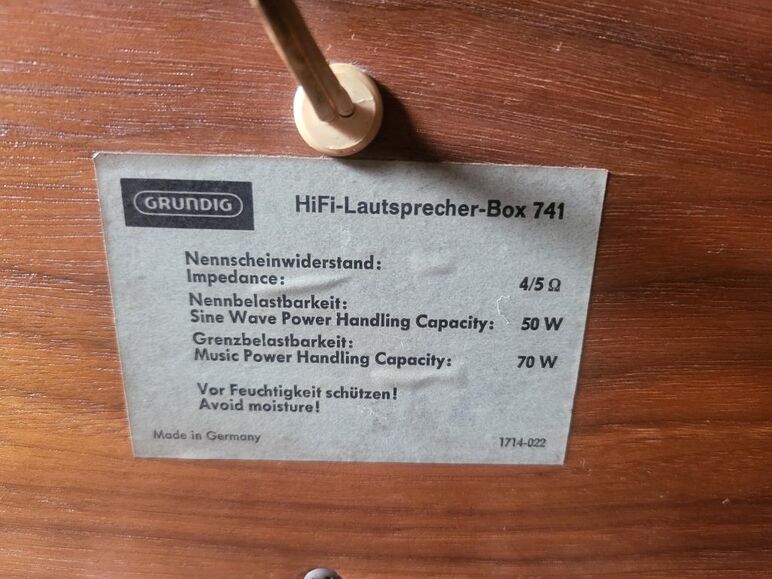 GRUNDIG
HiFi-Lautsprecher-Box 741
Nennscheinwiderstand:
Impedance: 4/5 Ω
Nennbelastbarkeit:
Sine Wave Power Handling Capacity: 50 W
Grenzbelastbarkeit:
Music Power Handling Capacity: 70 W
Vor Feuchtigkeit schützen!
Avoid moisture!
Made in Germany 1714-022